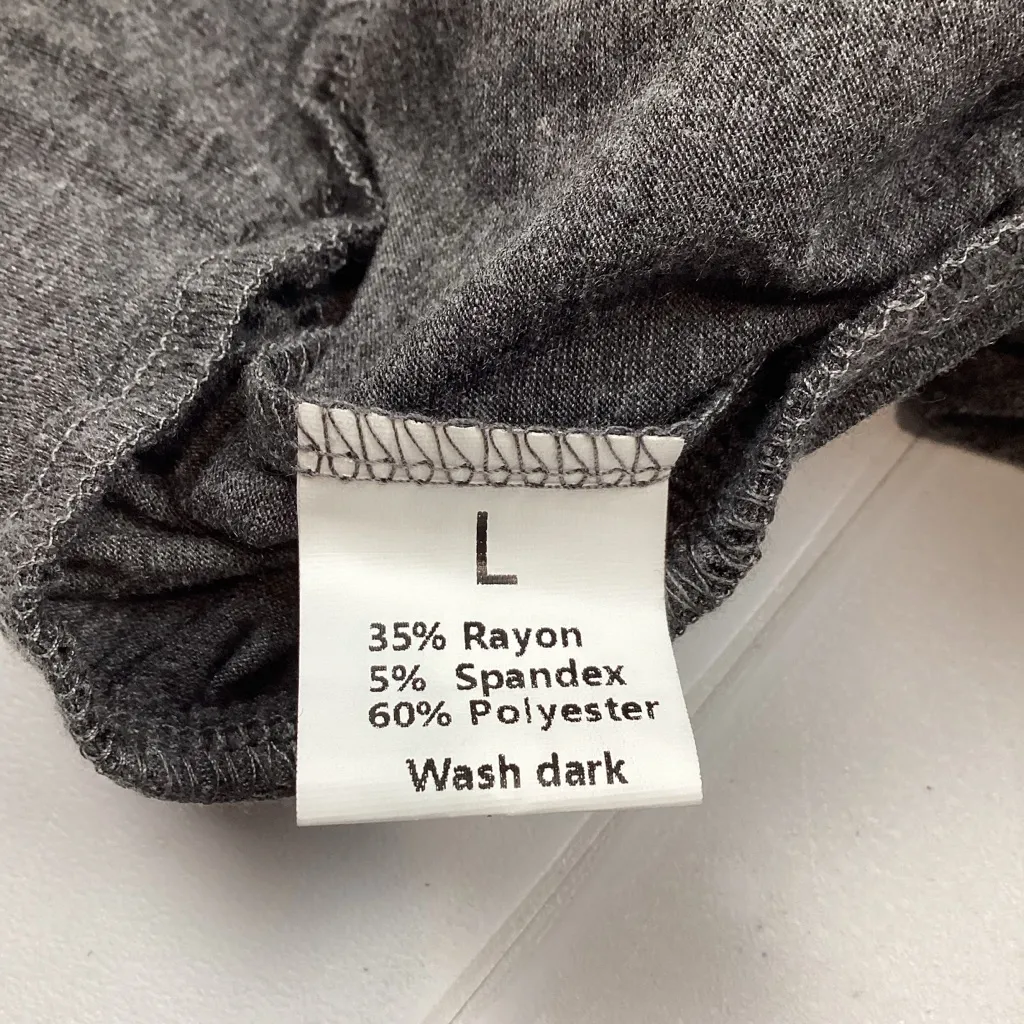 L
35% Rayon
5% Spandex
60% Polyester
Wash dark